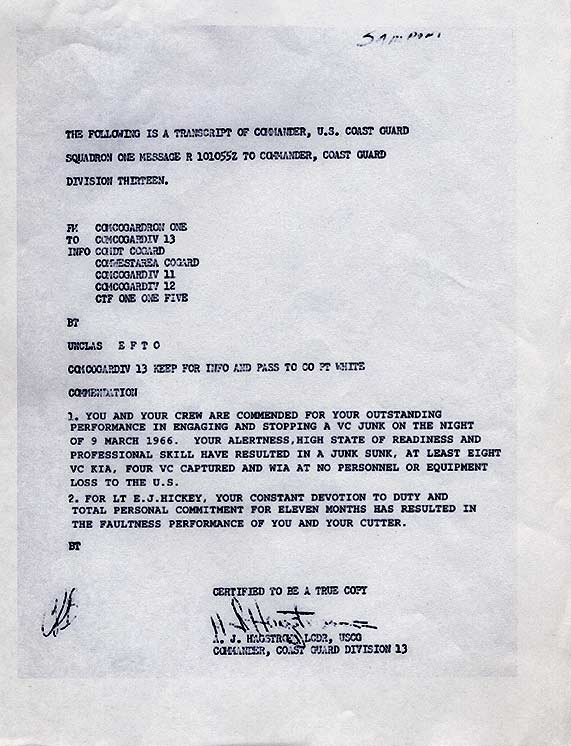 SAMPONI
THE FOLLOWING IS A TRANSCRIPT OF COMMANDER, U.S. COAST GUARD
SQUADRON ONE MESSAGE R 101055Z TO COMMANDER, COAST GUARD
DIVISION THIRTEEN.
FM COMCOGARDRON ONE
TO COMCOGARDIV 13
INFO COMDT COGARD
COMWESTAREA COGARD
COMCOGARDIV 11
COMCOGARDIV 12
CTF ONE ONE FIVE
BT
UNCLAS E F T O
COMCOGARDIV 13 KEEP FOR INFO AND PASS TO CO PT WHITE
COMMENDATION
1. YOU AND YOUR CREW ARE COMMENDED FOR YOUR OUTSTANDING
PERFORMANCE IN ENGAGING AND STOPPING A VC JUNK ON THE NIGHT
OF 9 MARCH 1966. YOUR ALERTNESS,HIGH STATE OF READINESS AND
PROFESSIONAL SKILL HAVE RESULTED IN A JUNK SUNK, AT LEAST EIGHT
VC KIA, FOUR VC CAPTURED AND WIA AT NO PERSONNEL OR EQUIPMENT
LOSS TO THE U.S.
2. FOR LT E.J.HICKEY, YOUR CONSTANT DEVOTION TO DUTY AND
TOTAL PERSONAL COMMITMENT FOR ELEVEN MONTHS HAS RESULTED IN
THE FAULTNESS PERFORMANCE OF YOU AND YOUR CUTTER.
BT
CERTIFIED TO BE A TRUE COPY
A. J. HAGSTROM,LCDR, USCG
COMMANDER, COAST GUARD DIVISION 13